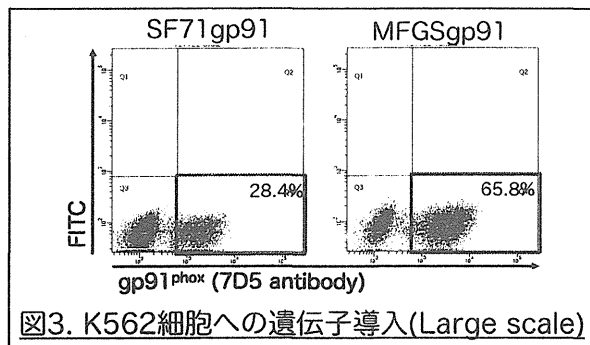 SF71gp91 MFGSgp91
Q1 Q2 Q1 Q2
Q3 28.4% Q3 65.8%
FITC
gp91phox (7D5 antibody)
図3. K562細胞への遺伝子導入(Large scale)